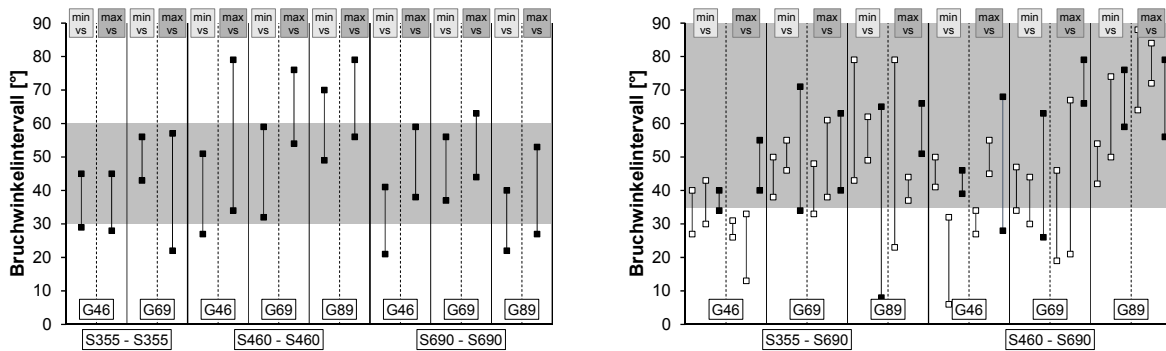 Bruchwinkelintervall [°]
90
80
70
60
50
40
30
20
10
0
min max min max min max min max min max min max min max min max
vs vs vs vs vs vs vs vs vs vs vs vs vs vs vs vs
G46 G69 G46 G69 G89 G46 G69 G89
S355 - S355 S460 - S460 S690 - S690
Bruchwinkelintervall [°]
90
80
70
60
50
40
30
20
10
0
min max min max min max min max min max min max
vs vs vs vs vs vs vs vs vs vs vs vs
G46 G69 G89 G46 G69 G89
S355 - S690 S460 - S690